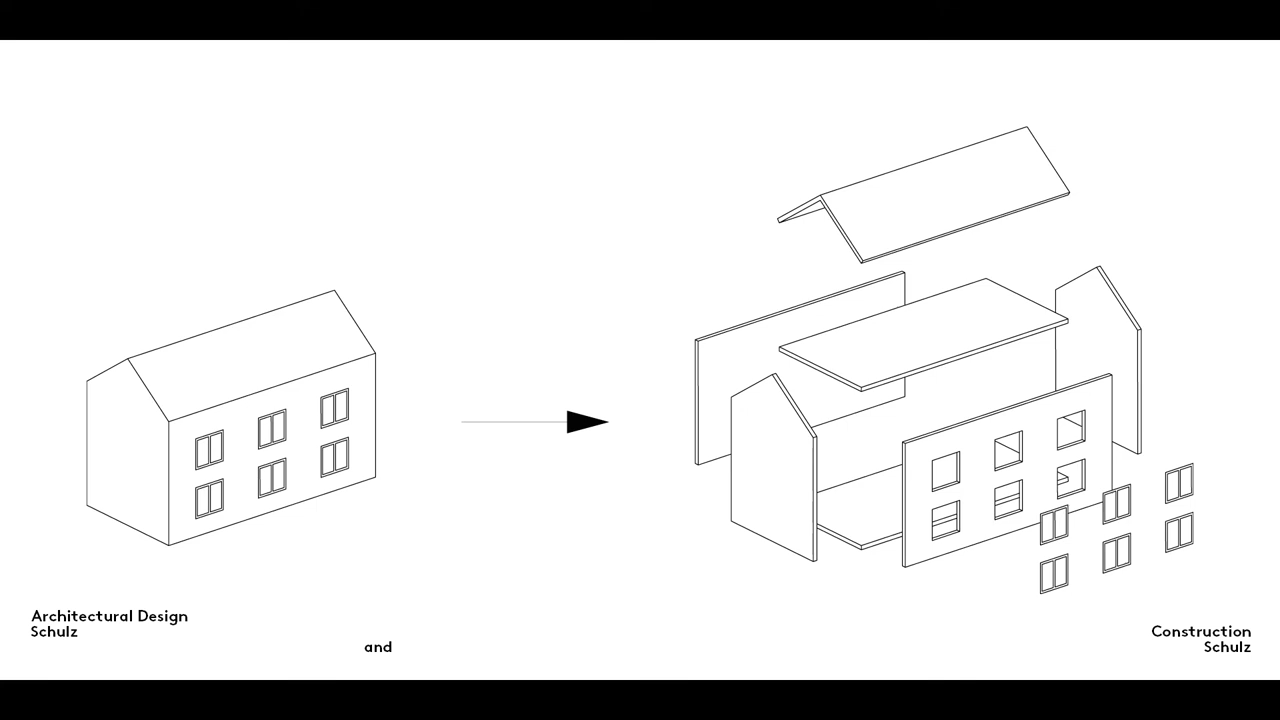 Architectural Design
Schulz
and
Construction
Schulz